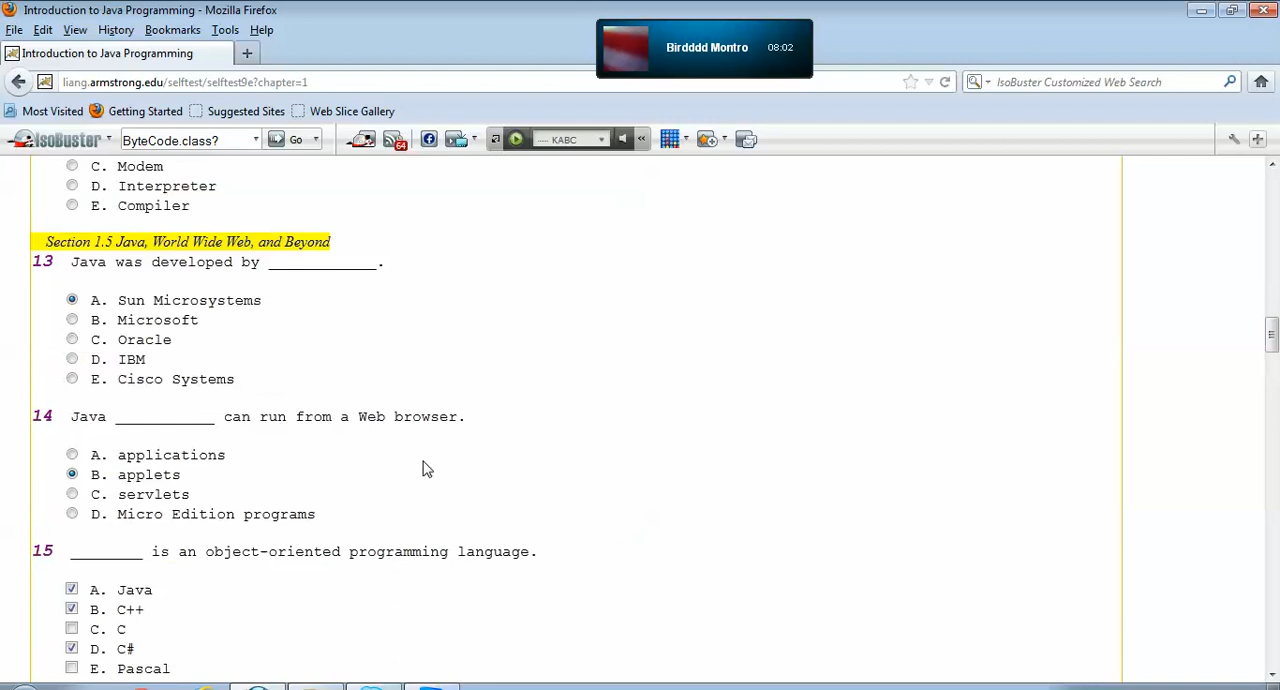 Introduction to Java Programming - Mozilla Firefox
File Edit View History Bookmarks Tools Help
Birdddd Montro 08:02
Introduction to Java Programming
liang.armstrong.edu/selftest/selftest9e?chapter=1
IsoBuster Customized Web Search
Most Visited Getting Started Suggested Sites Web Slice Gallery
IsoBuster ByteCode.class? Go 64 KABC
C. Modem
D. Interpreter
E. Compiler
Section 1.5 Java, World Wide Web, and Beyond
13 Java was developed by ____________.
A. Sun Microsystems
B. Microsoft
C. Oracle
D. IBM
E. Cisco Systems
14 Java ___________ can run from a Web browser.
A. applications
B. applets
C. servlets
D. Micro Edition programs
15 ________ is an object-oriented programming language.
A. Java
B. C++
C. C
D. C#
E. Pascal